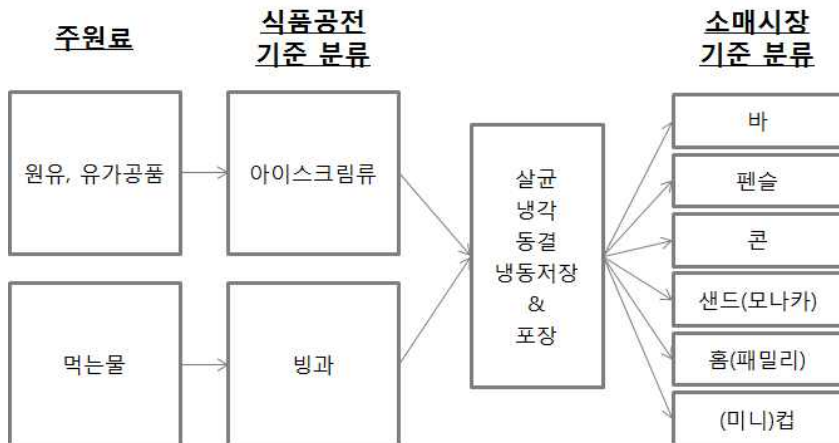 주원료
식품공전
기준 분류
소매시장
기준 분류
원유, 유가공품
아이스크림류
먹는물
빙과
살균
냉각
동결
냉동저장
&
포장
바
펜슬
콘
샌드(모나카)
홈(패밀리)
(미니)컵